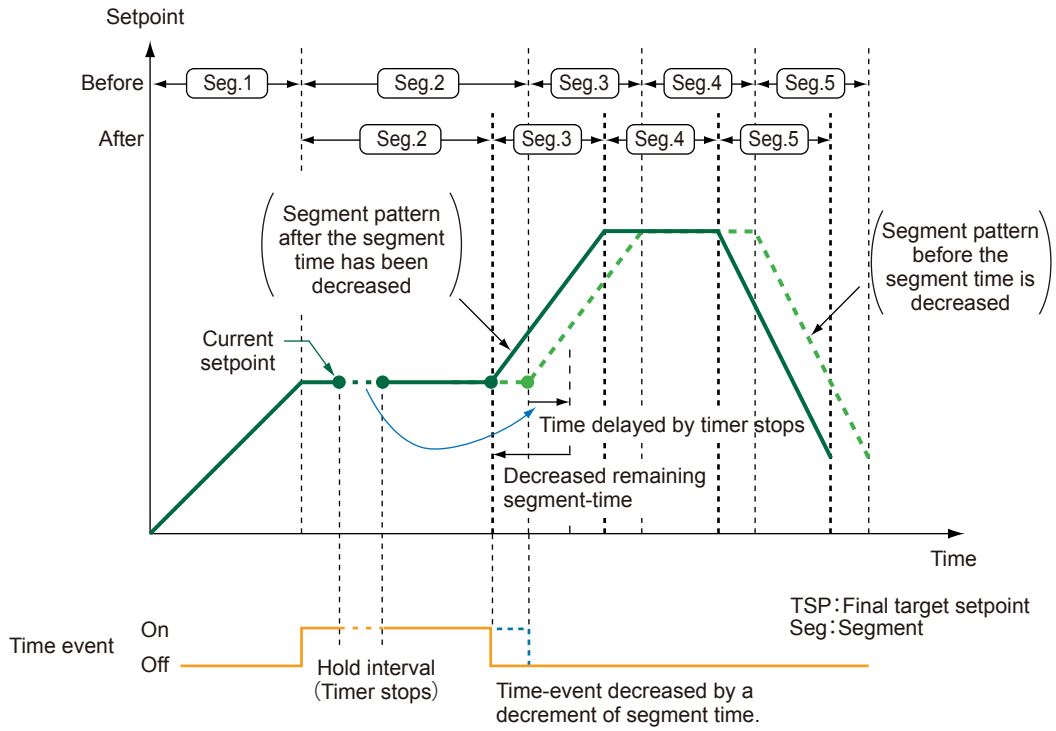 Setpoint
Before
Seg.1
Seg.2
Seg.3
Seg.4
Seg.5
After
Seg.2
Seg.3
Seg.4
Seg.5
Segment pattern
after the segment
time has been
decreased
Segment pattern
before the
segment time is
decreased
Current
setpoint
Time delayed by timer stops
Decreased remaining
segment-time
Time
TSP：Final target setpoint
Seg：Segment
Time event
On
Off
Hold interval
（Timer stops）
Time-event decreased by a
decrement of segment time.